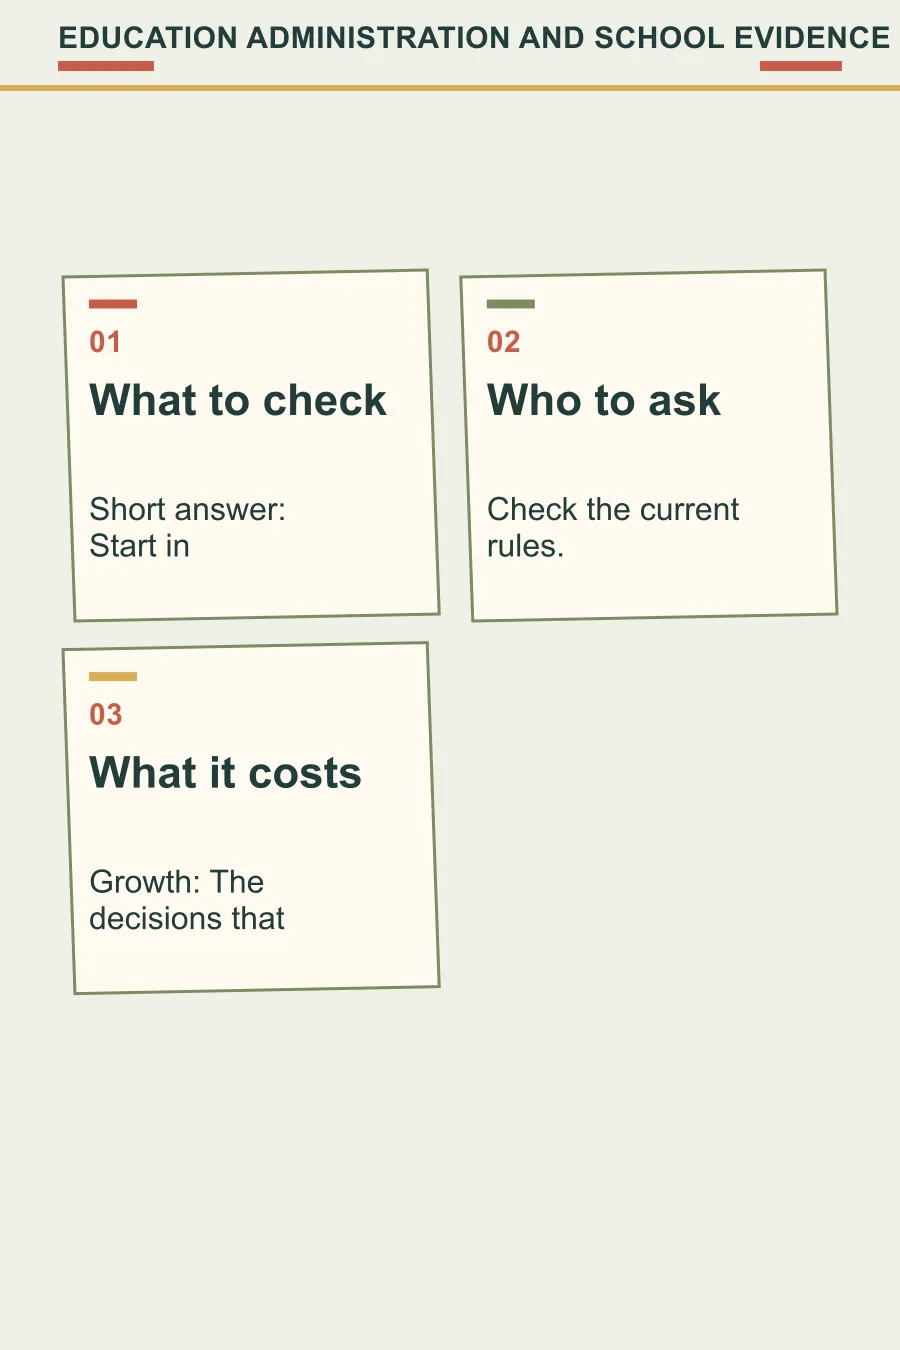 EDUCATION ADMINISTRATION AND SCHOOL EVIDENCE
01
What to check
Short answer:
Start in
02
Who to ask
Check the current
rules.
03
What it costs
Growth: The
decisions that